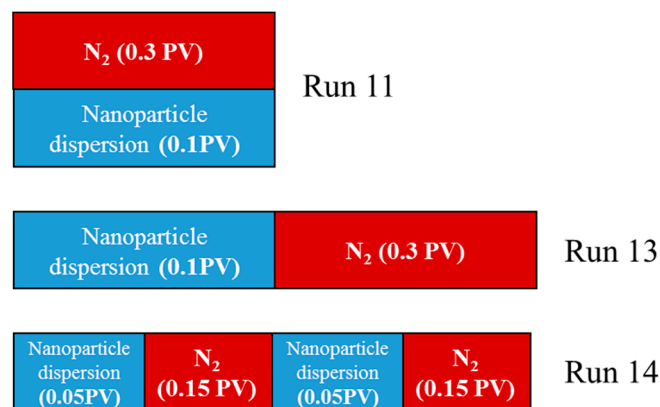 N₂ (0.3 PV)
Run 11
Nanoparticle
dispersion (0.1PV)
Nanoparticle
dispersion (0.1PV)
N₂ (0.3 PV)
Run 13
Nanoparticle
dispersion
(0.05PV)
N₂
(0.15 PV)
Nanoparticle
dispersion
(0.05PV)
N₂
(0.15 PV)
Run 14